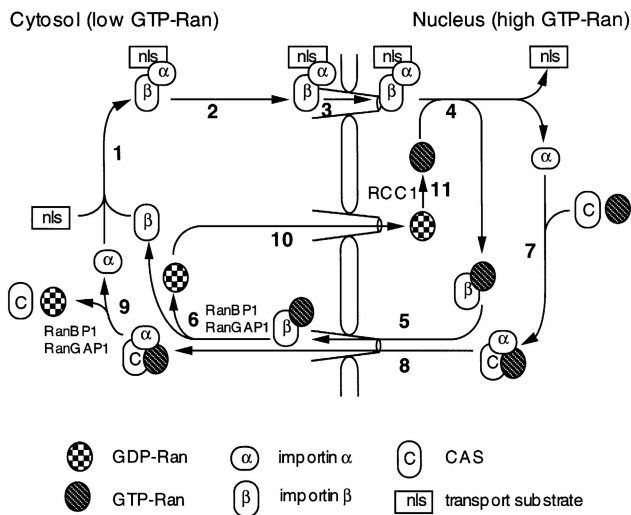 Cytosol (low GTP-Ran)
Nucleus (high GTP-Ran)
nls
α
β
nls
α
β
nls
α
β
nls
2
3
4
1
α
RCC1
11
nls
β
10
C
7
α
C
9
RanBP1
RanGAP1
6
RanBP1
RanGAP1
β
5
β
α
C
8
α
C
GDP-Ran
α
importin α
C
CAS
GTP-Ran
β
importin β
nls
transport substrate